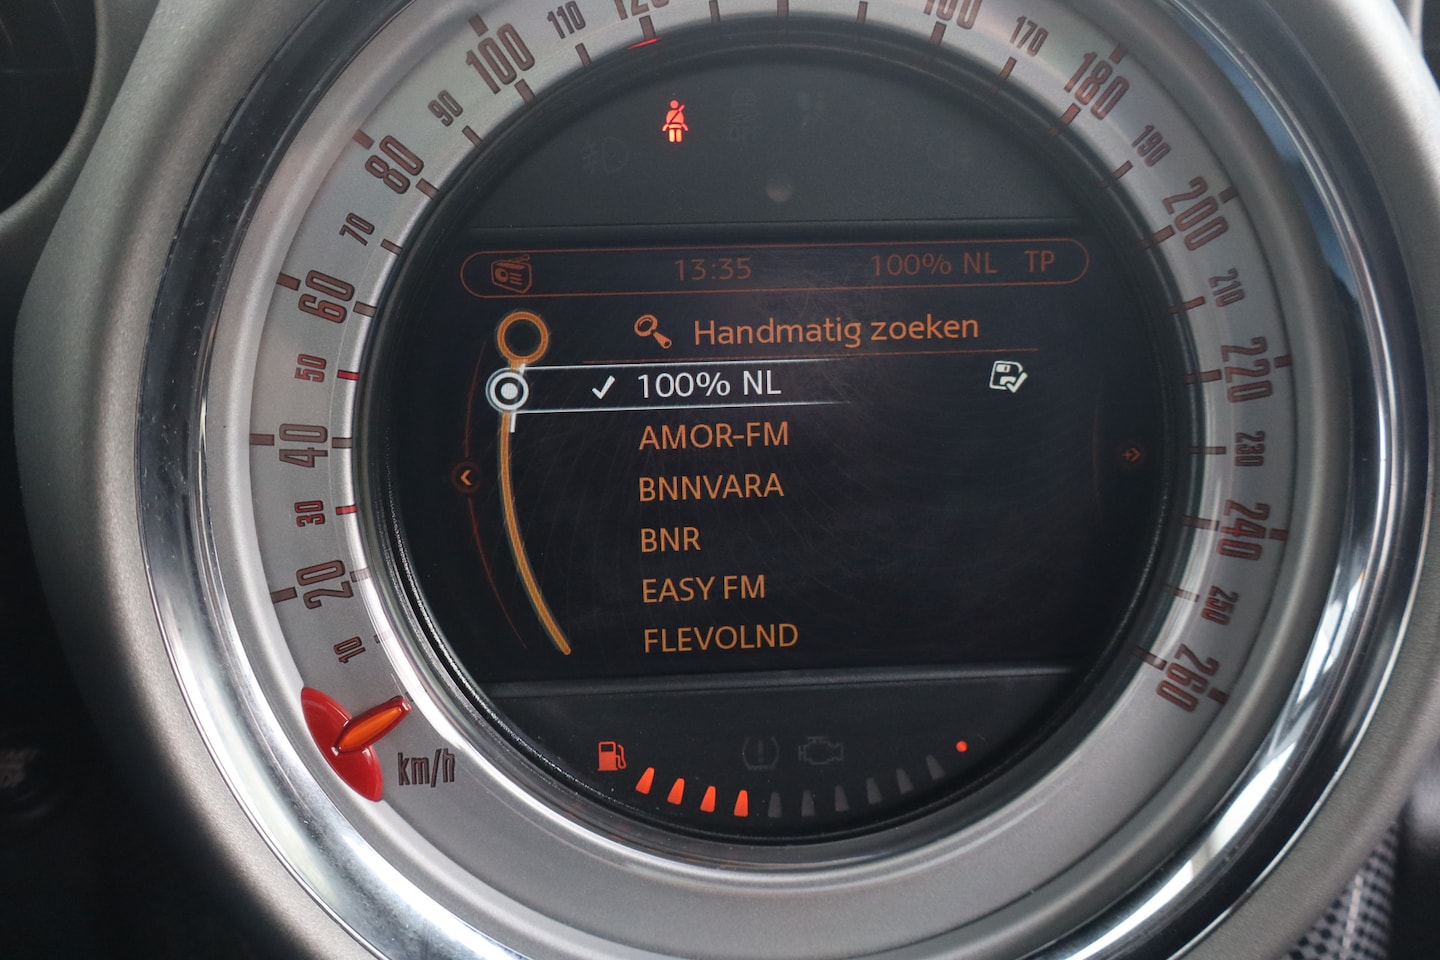 100
110
120
160
170
180
90
80
190
200
70
60
210
50
220
40
230
30
240
20
250
10
260
km/h
13:35 100% NL TP
Handmatig zoeken
100% NL
AMOR-FM
BNNVARA
BNR
EASY FM
FLEVOLND